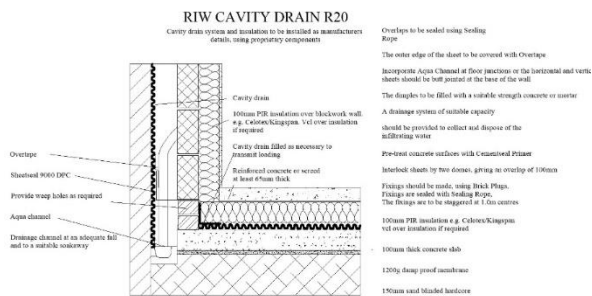 RIW CAVITY DRAIN R20
Cavity drain system and insulation to be installed as manufacturers
details, using proprietary components
Cavity drain
100mm PIR insulation over blockwork wall
e.g. Celotex/Kingspan. Vcl over insulation
if required
Cavity drain filled as necessary to
transmit loading
Reinforced concrete or screed
at least 65mm thick
Overtape
Sheetseal 9000 DPC
Provide weep holes as required
Aqua channel
Drainage channel at an adequate fall
and to a suitable soakaway
Overlaps to be sealed using Sealing
Rope
The outer edge of the sheet to be covered with Overtape
Incorporate Aqua Channel at floor junctions or the horizontal and vertic
sheets should be butt jointed at the base of the wall
The dimples to be filled with a suitable strength concrete or mortar
A drainage system of suitable capacity
should be provided to collect and dispose of the
infiltrating water
Pre-treat concrete surfaces with Cementseal Primer
Interlock sheets by two domes, giving an overlap of 100mm
Fixings should be made, using Brick Plugs,
Fixings are sealed with Sealing Rope,
The fixings are to be staggered at 1.0m centres
100mm PIR insulation e.g. Celotex/Kingspan
vcl over insulation if required
100mm thick concrete slab
1200g damp proof membrane
150mm sand blinded hardcore